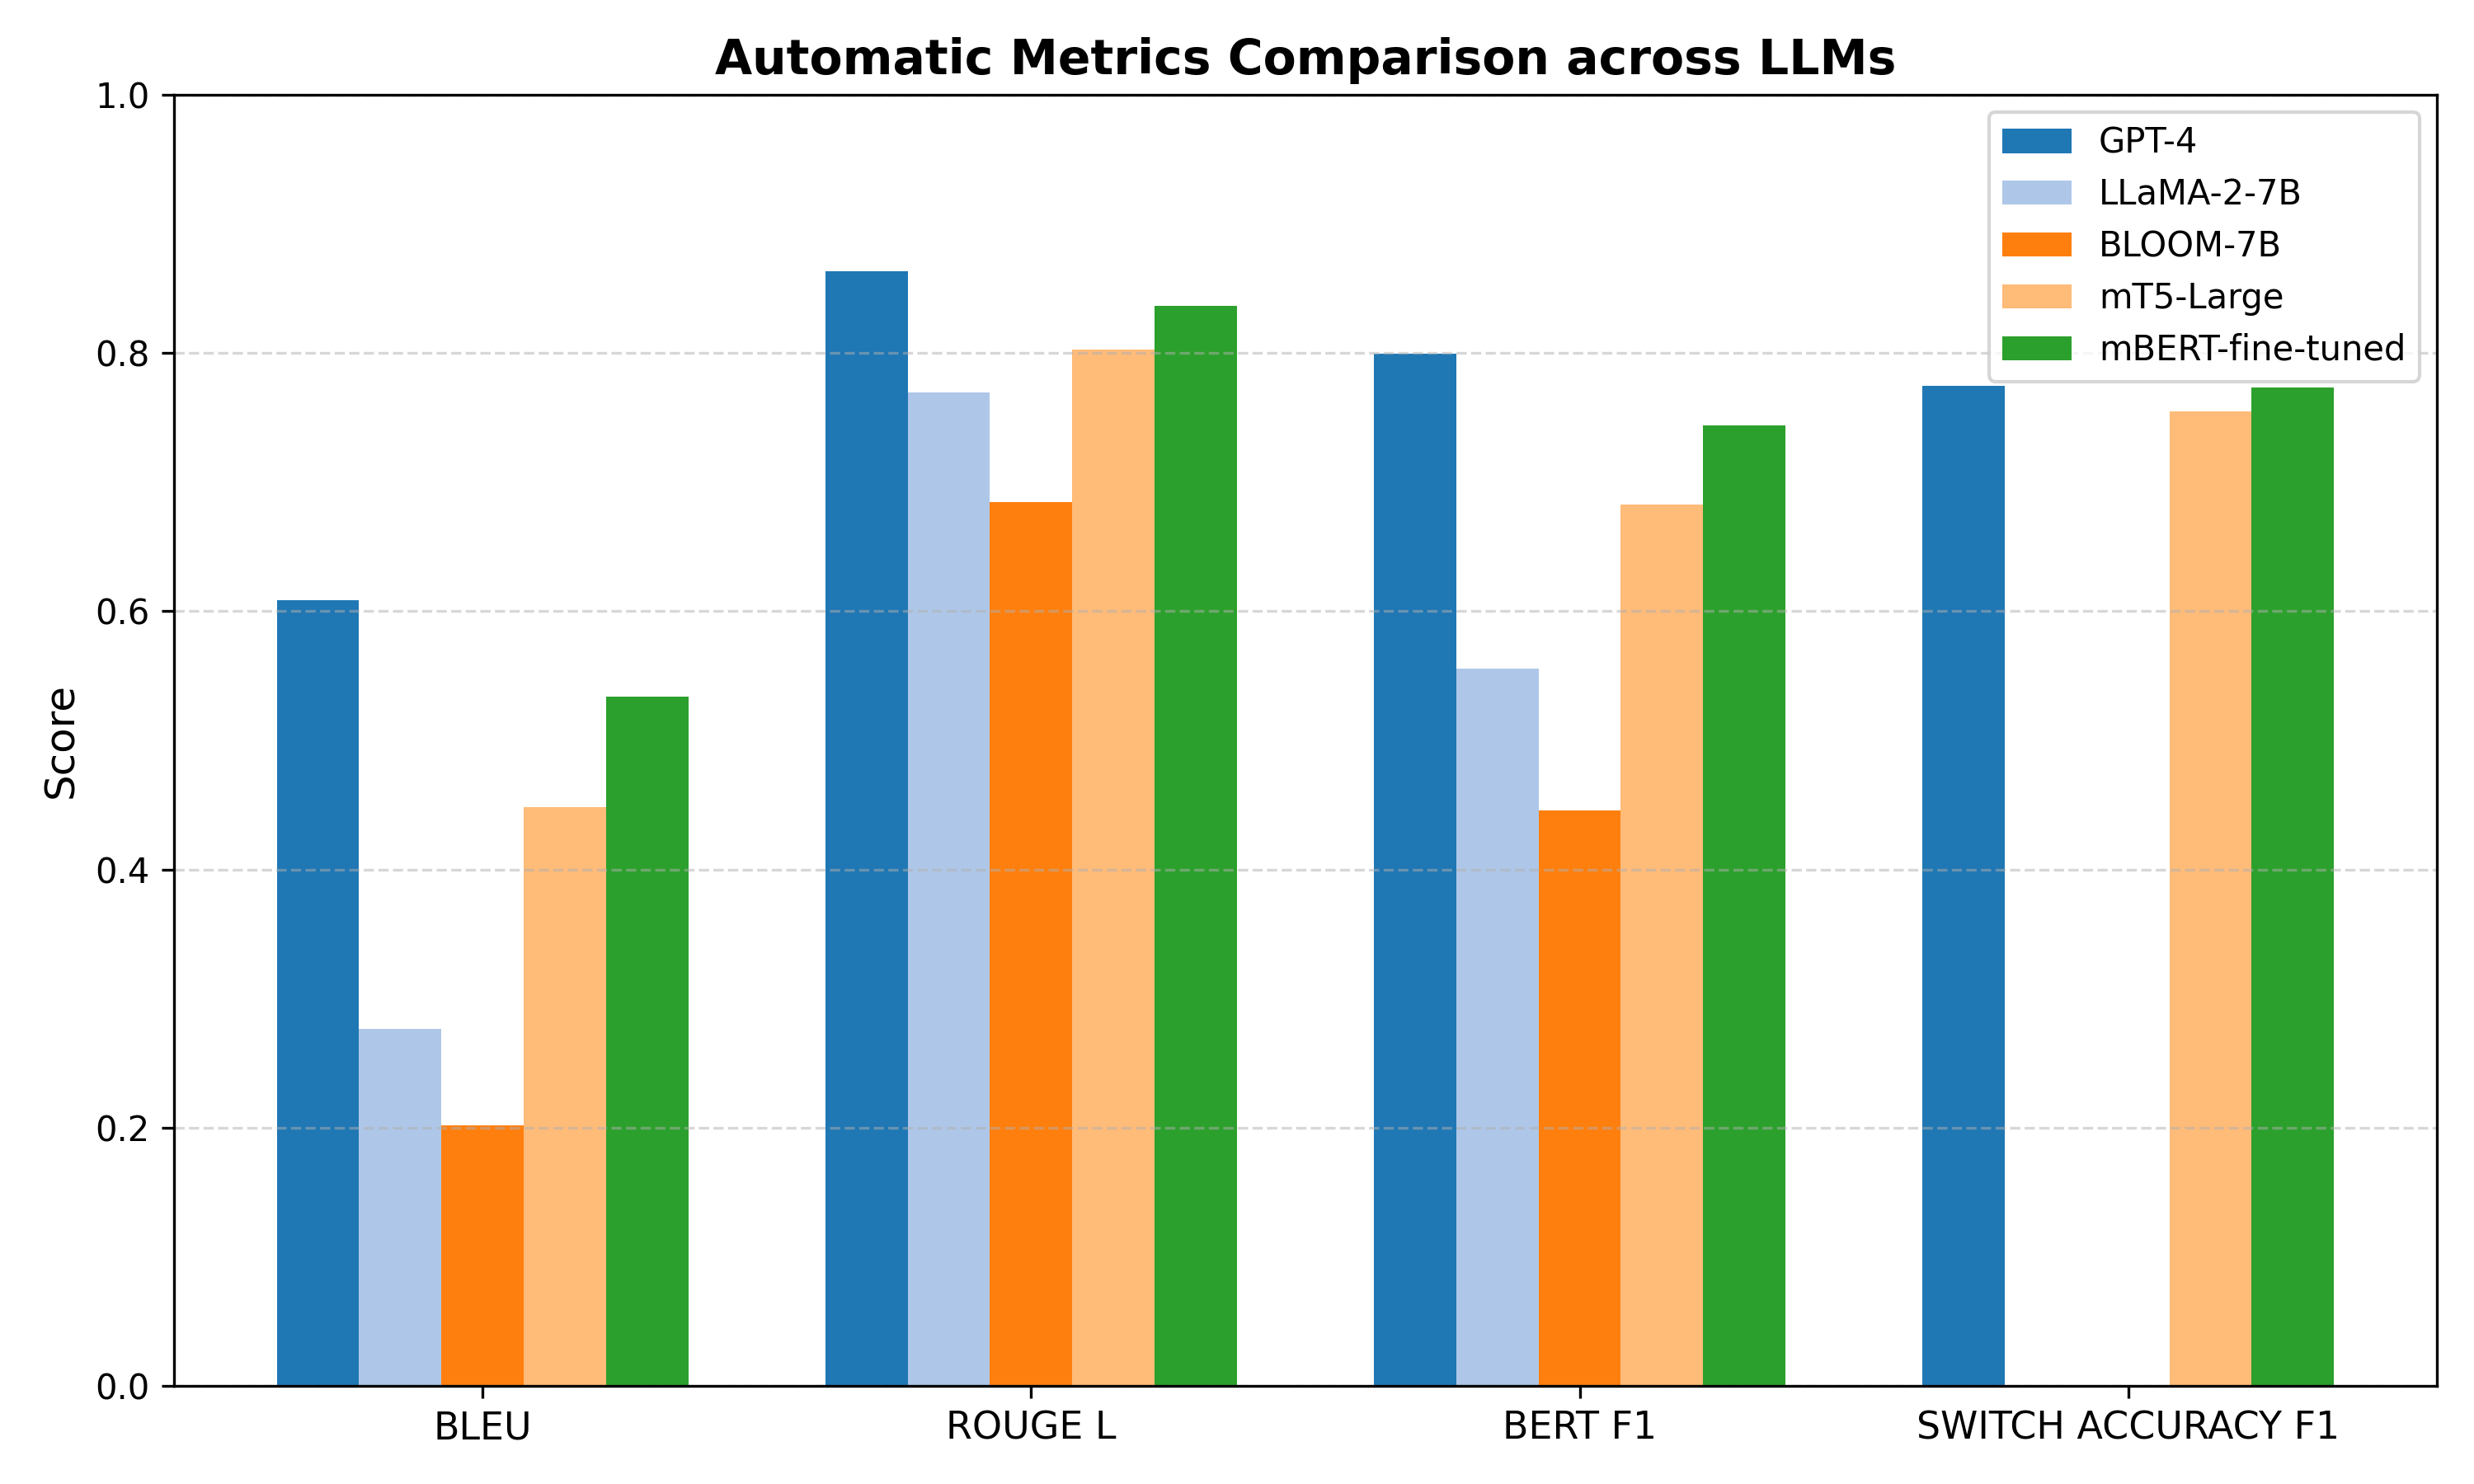 Automatic Metrics Comparison across LLMs
1.0
0.8
0.6
0.4
0.2
0.0
Score
GPT-4
LLaMA-2-7B
BLOOM-7B
mT5-Large
mBERT-fine-tuned
BLEU
ROUGE L
BERT F1
SWITCH ACCURACY F1